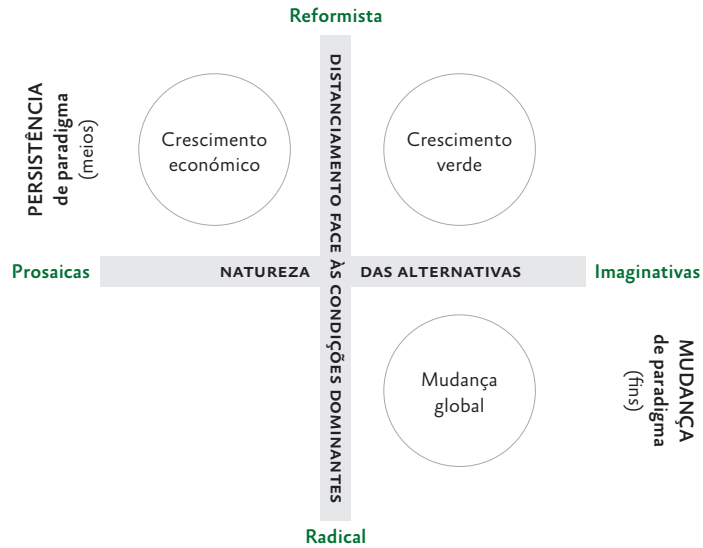 Reformista
PERSISTÊNCIA
de paradigma
(meios)
Crescimento
económico
Crescimento
verde
DISTANCIAMENTO FACE ÀS CONDIÇÕES DOMINANTES
Prosaicas
NATUREZA DAS ALTERNATIVAS
Imaginativas
Mudança
global
MUDANÇA
de paradigma
(fins)
Radical